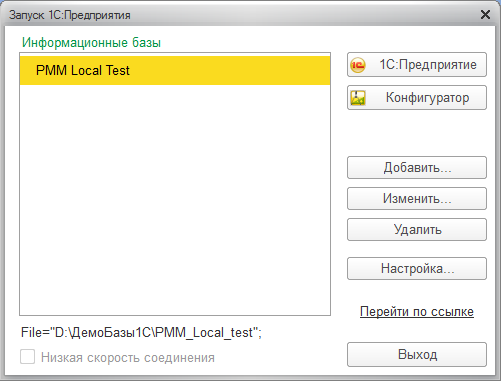 Запуск 1С:Предприятия
Информационные базы
PMM Local Test
1С:Предприятие
Конфигуратор
Добавить...
Изменить...
Удалить
Настройка...
Перейти по ссылке
File="D:\ДемоБазы1С\PMM_Local_test";
Низкая скорость соединения
Выход